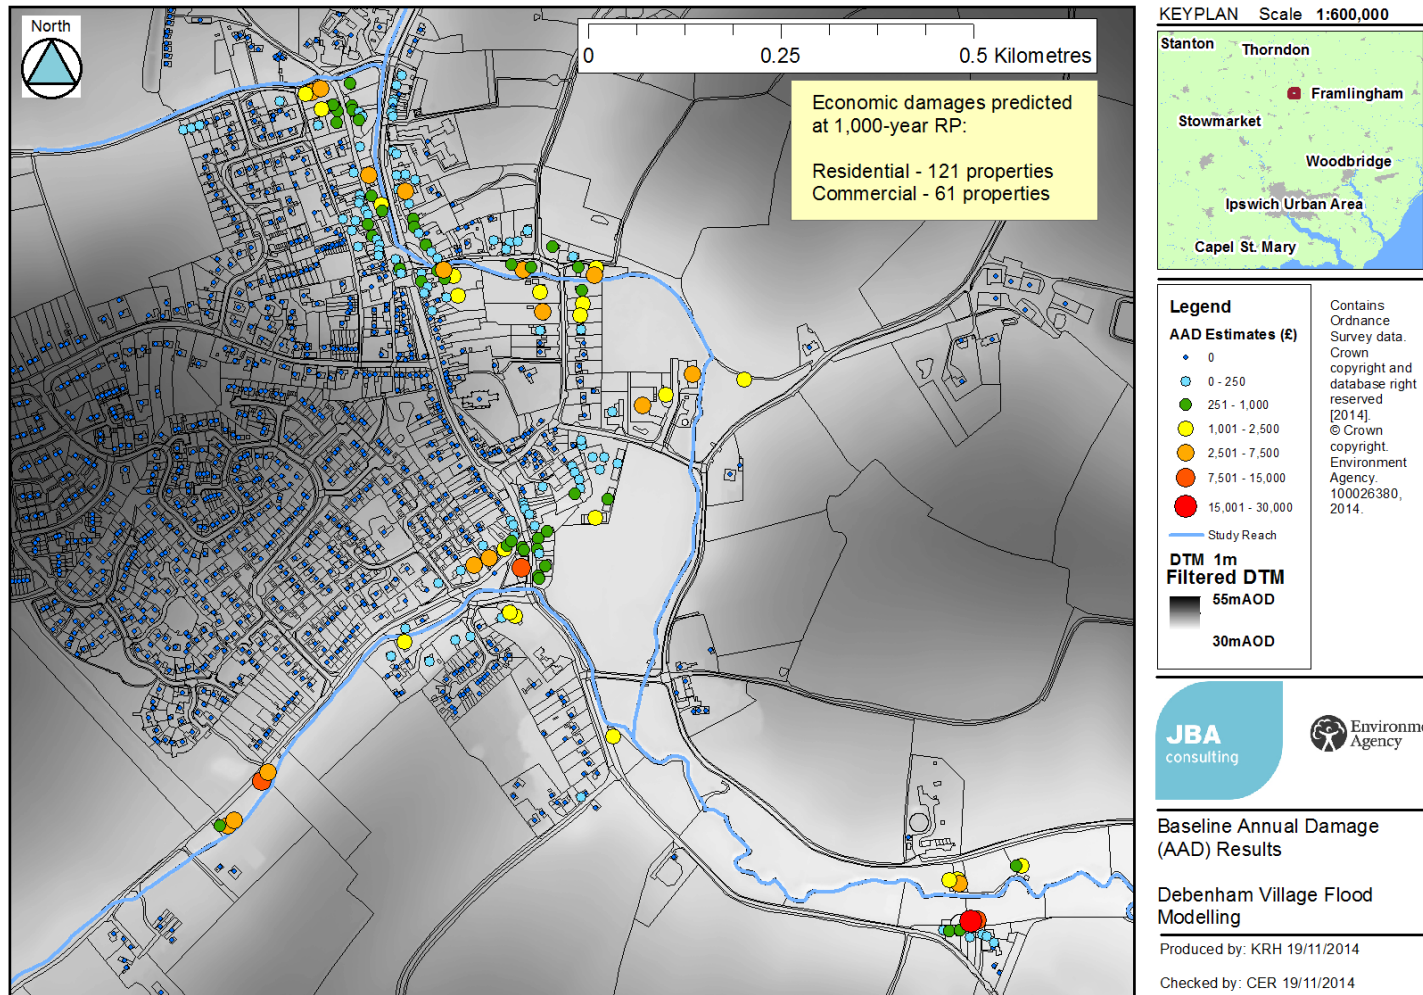 North
0 0.25 0.5 Kilometres
Economic damages predicted
at 1,000-year RP:
Residential - 121 properties
Commercial - 61 properties
KEYPLAN Scale 1:600,000
Stanton
Thorndon
Framlingham
Stowmarket
Woodbridge
Ipswich Urban Area
Capel St. Mary
Legend
AAD Estimates (£)
0
0 - 250
251 - 1,000
1,001 - 2,500
2,501 - 7,500
7,501 - 15,000
15,001 - 30,000
Study Reach
DTM 1m
Filtered DTM
55mAOD
30mAOD
Contains
Ordnance
Survey data.
Crown
copyright and
database right
reserved
[2014].
© Crown
copyright.
Environment
Agency.
100026380,
2014.
JBA
consulting
Environme
Agency
Baseline Annual Damage
(AAD) Results
Debenham Village Flood
Modelling
Produced by: KRH 19/11/2014
Checked by: CER 19/11/2014